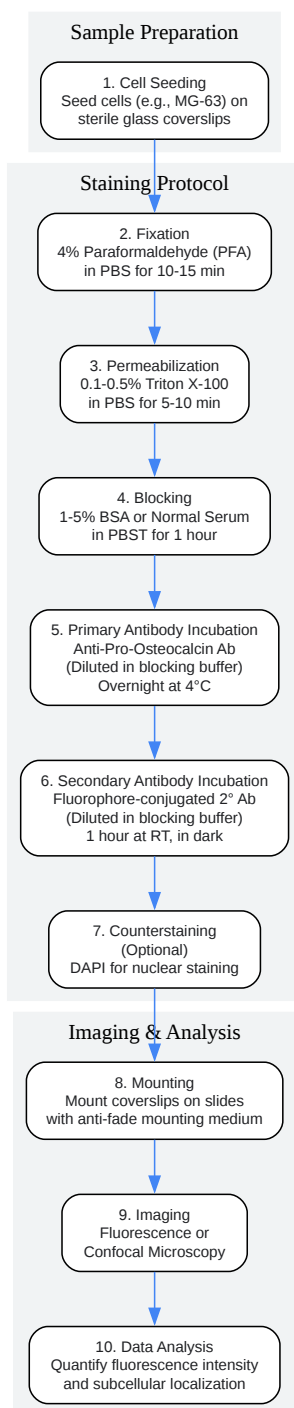 Sample Preparation
1. Cell Seeding
Seed cells (e.g., MG-63) on
sterile glass coverslips
Staining Protocol
2. Fixation
4% Paraformaldehyde (PFA)
in PBS for 10-15 min
3. Permeabilization
0.1-0.5% Triton X-100
in PBS for 5-10 min
4. Blocking
1-5% BSA or Normal Serum
in PBST for 1 hour
5. Primary Antibody Incubation
Anti-Pro-Osteocalcin Ab
(Diluted in blocking buffer)
Overnight at 4°C
6. Secondary Antibody Incubation
Fluorophore-conjugated 2° Ab
(Diluted in blocking buffer)
1 hour at RT, in dark
7. Counterstaining
(Optional)
DAPI for nuclear staining
Imaging & Analysis
8. Mounting
Mount coverslips on slides
with anti-fade mounting medium
9. Imaging
Fluorescence or
Confocal Microscopy
10. Data Analysis
Quantify fluorescence intensity
and subcellular localization